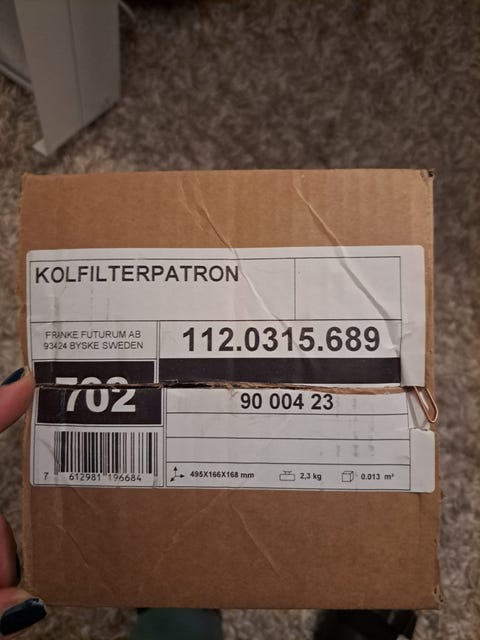 KOLFILTERPATRON
FRANKE FUTURUM AB
93424 BYSKE SWEDEN
112.0315.689
702
90 004 23
7 612981 196684
495X166X168 mm
2,3 kg
0.013 m³